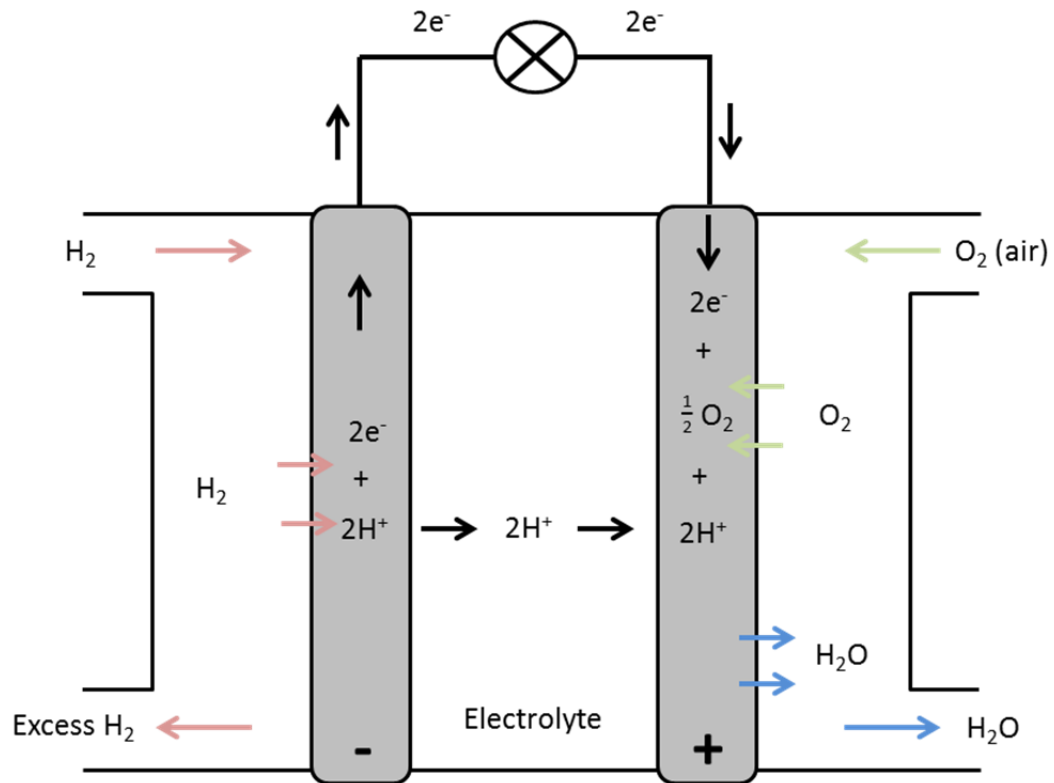 2e⁻ 2e⁻
H₂ O₂ (air)
2e⁻
+
½ O₂ O₂
2e⁻
+
H₂
+
2H⁺ 2H⁺ 2H⁺
H₂O
Excess H₂ Electrolyte H₂O
- +